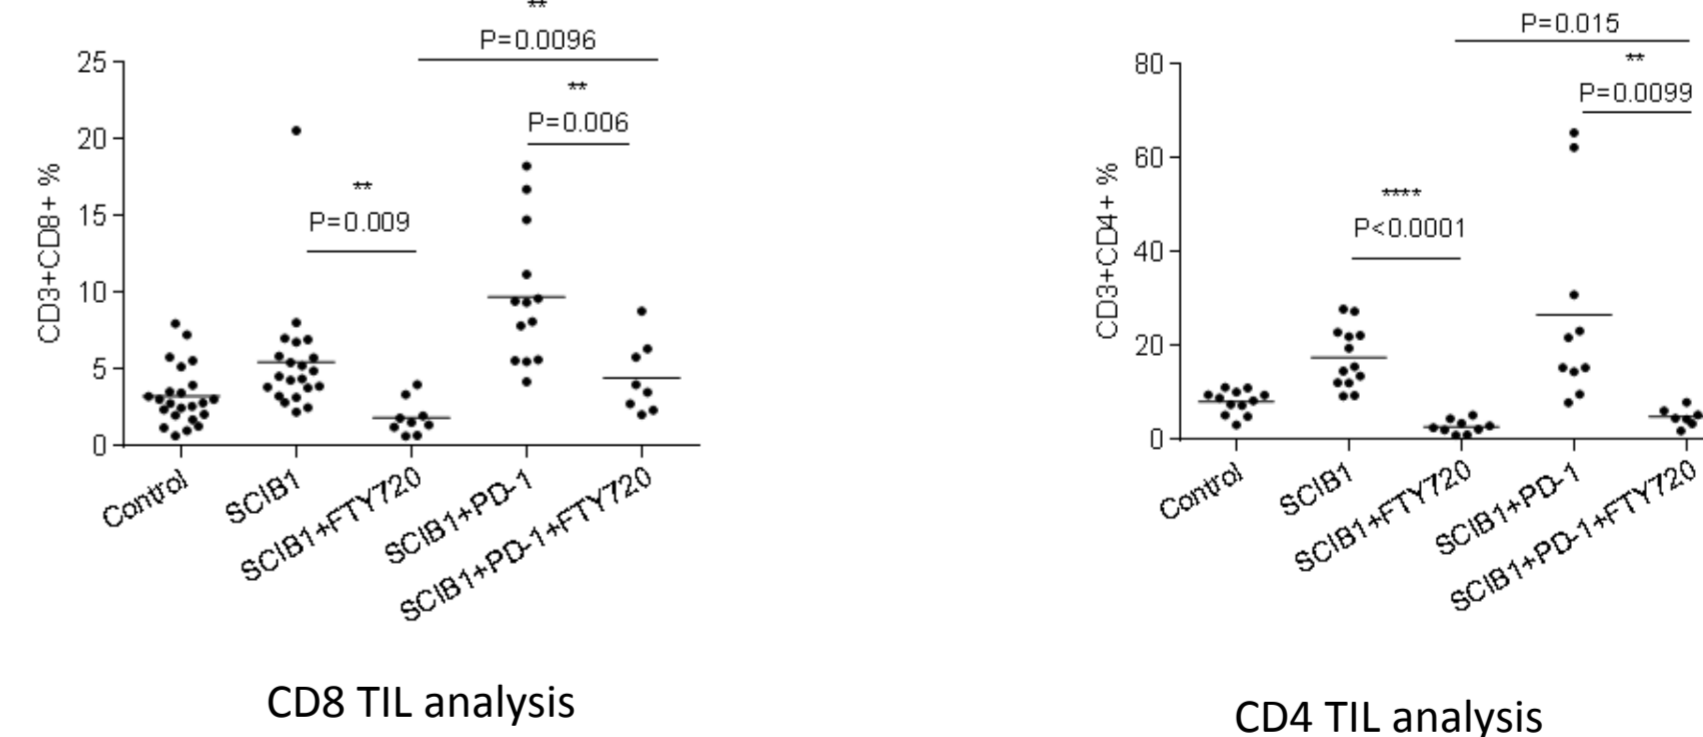 **
P=0.0096
**
P=0.006
**
P=0.009
25
20
15
10
5
0
CD3+CD8+ %
Control
SCIB1
SCIB1+FTY720
SCIB1+PD-1
SCIB1+PD-1+FTY720
CD8 TIL analysis
P=0.015
**
P=0.0099
****
P<0.0001
80
60
40
20
0
CD3+CD4+ %
Control
SCIB1
SCIB1+FTY720
SCIB1+PD-1
SCIB1+PD-1+FTY720
CD4 TIL analysis